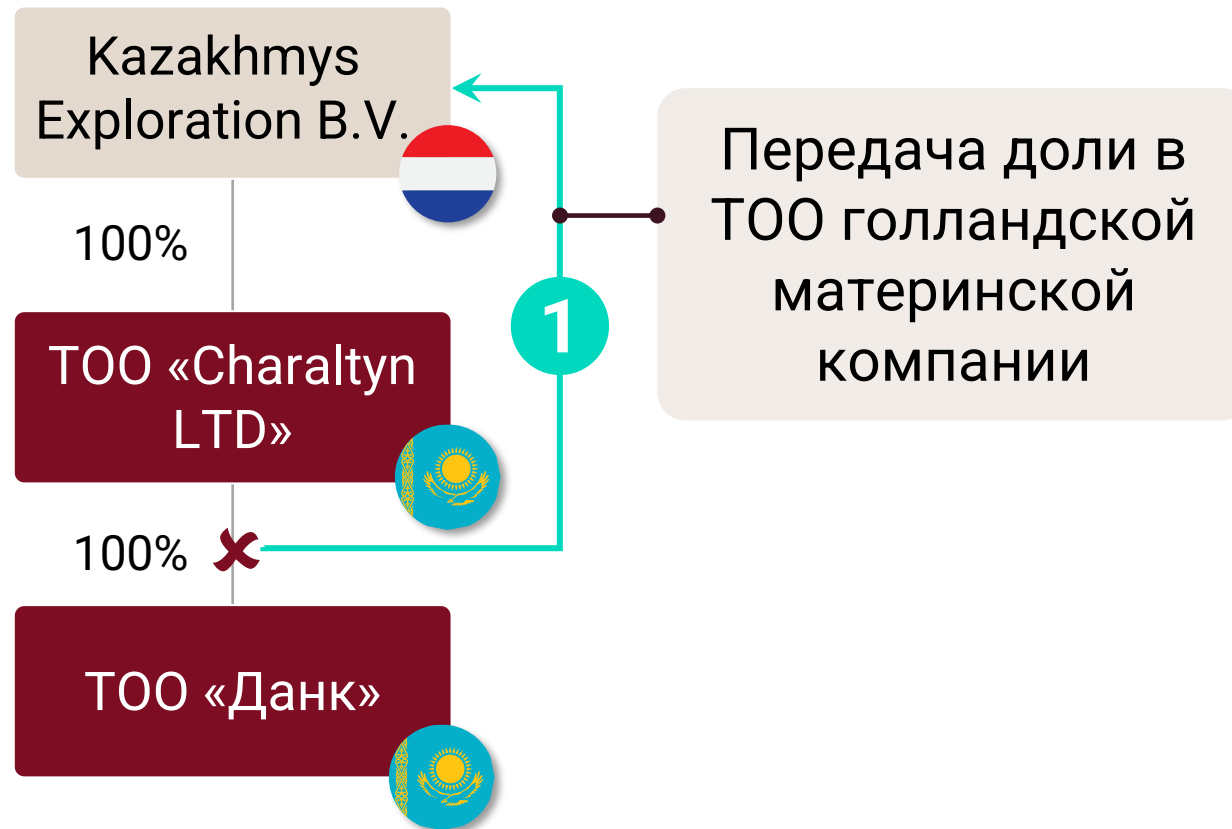 Kazakhmys
Exploration B.V.
100%
ТОО «Charaltyn
LTD»
100%
ТОО «Данк»
1
Передача доли в
ТОО голландской
материнской
компании